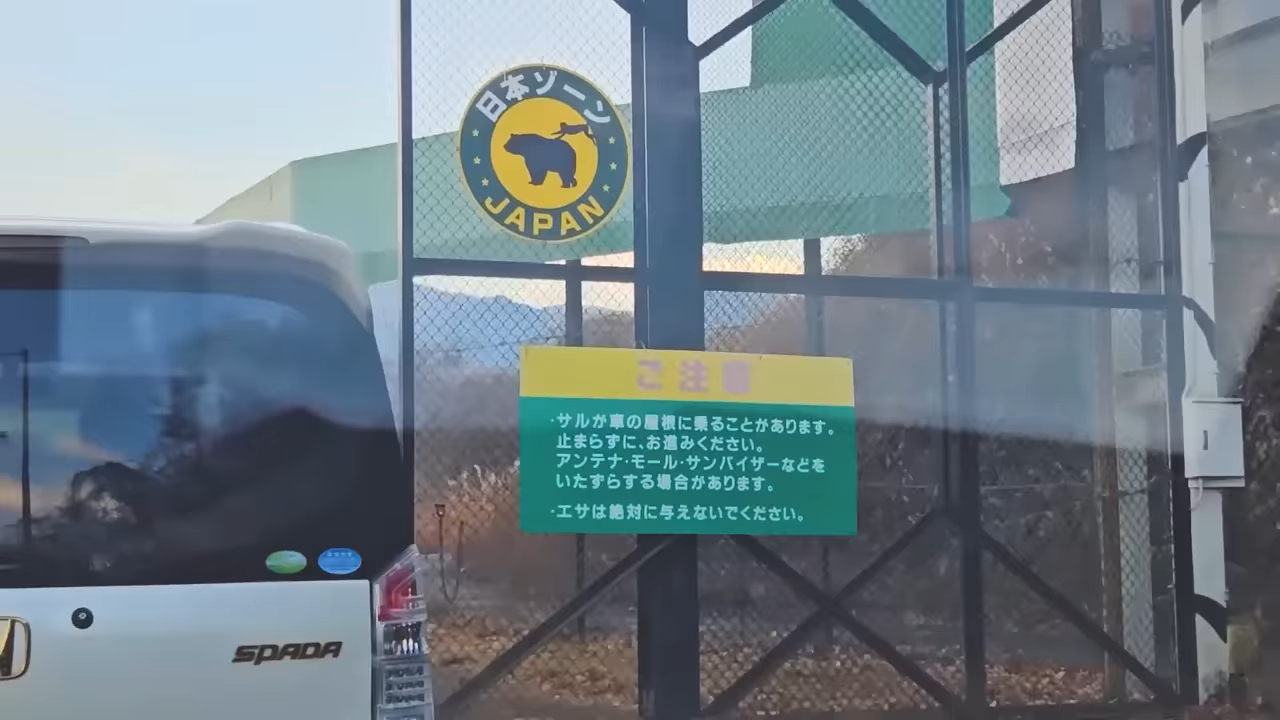 日本ゾーン
JAPAN
ご注意
・サルが車の屋根に乗ることがあります。
止まらずに、お進みください。
アンテナ・モール・サンバイザーなどを
いたずらする場合があります。
・エサは絶対に与えないでください。
SPADA